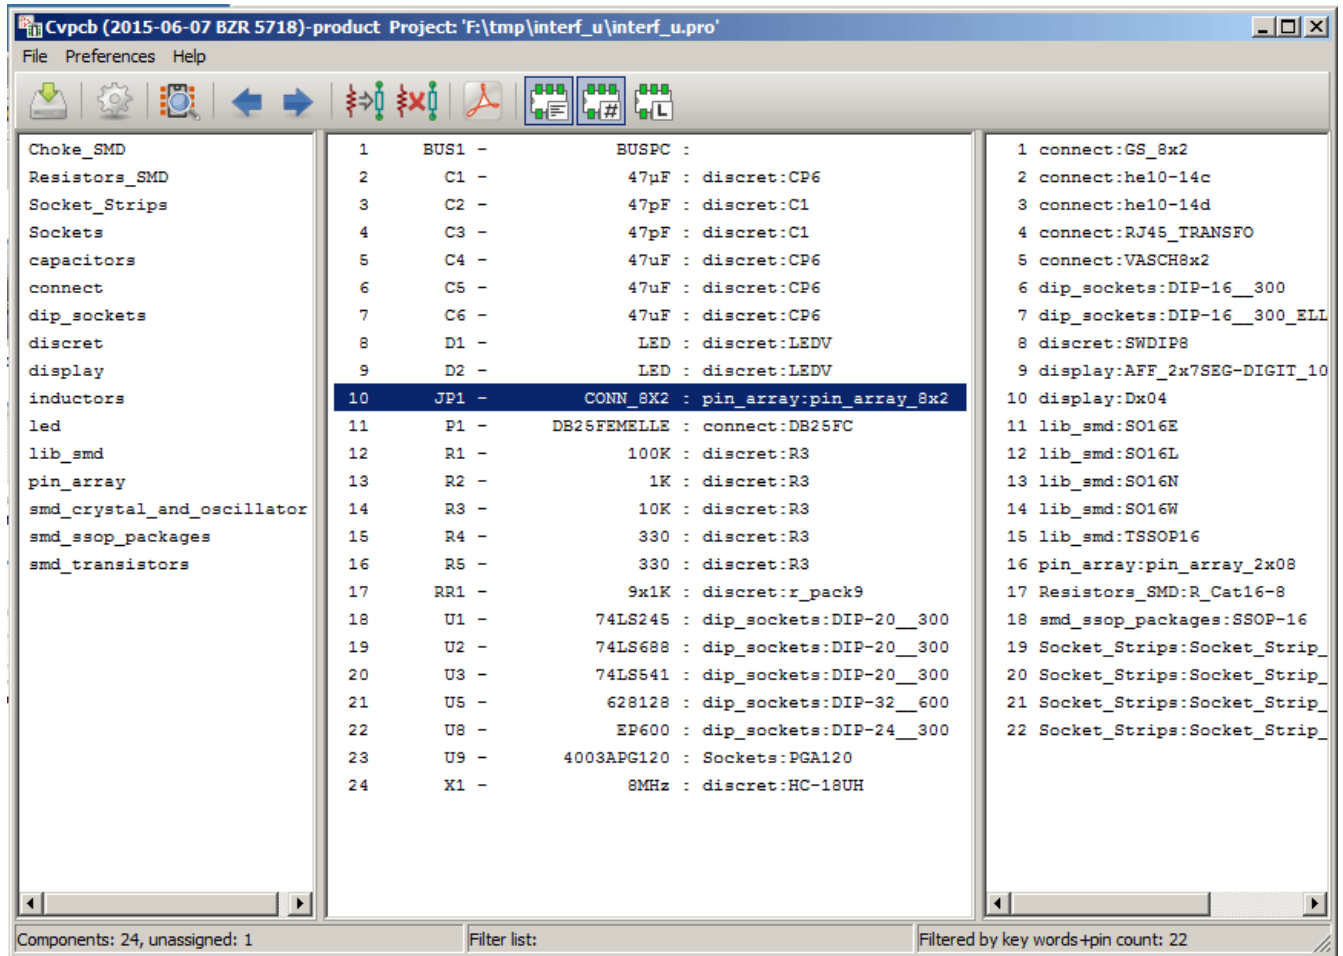 Cvpcb (2015-06-07 BZR 5718)-product Project: 'F:\tmp\interf_u\interf_u.pro'
File Preferences Help
#
L
Choke_SMD
Resistors_SMD
Socket_Strips
Sockets
capacitors
connect
dip_sockets
discret
display
inductors
led
lib_smd
pin_array
smd_crystal_and_oscillator
smd_ssop_packages
smd_transistors
1 BUS1 - BUSPC :
2 C1 - 47µF : discret:CP6
3 C2 - 47pF : discret:C1
4 C3 - 47pF : discret:C1
5 C4 - 47uF : discret:CP6
6 C5 - 47uF : discret:CP6
7 C6 - 47uF : discret:CP6
8 D1 - LED : discret:LEDV
9 D2 - LED : discret:LEDV
10 JP1 - CONN_8X2 : pin_array:pin_array_8x2
11 P1 - DB25FEMELLE : connect:DB25FC
12 R1 - 100K : discret:R3
13 R2 - 1K : discret:R3
14 R3 - 10K : discret:R3
15 R4 - 330 : discret:R3
16 R5 - 330 : discret:R3
17 RR1 - 9x1K : discret:r_pack9
18 U1 - 74LS245 : dip_sockets:DIP-20__300
19 U2 - 74LS688 : dip_sockets:DIP-20__300
20 U3 - 74LS541 : dip_sockets:DIP-20__300
21 U5 - 628128 : dip_sockets:DIP-32__600
22 U8 - EP600 : dip_sockets:DIP-24__300
23 U9 - 4003APG120 : Sockets:PGA120
24 X1 - 8MHz : discret:HC-18UH
1 connect:GS_8x2
2 connect:he10-14c
3 connect:he10-14d
4 connect:RJ45_TRANSFO
5 connect:VASCH8x2
6 dip_sockets:DIP-16__300
7 dip_sockets:DIP-16__300_ELL
8 discret:SWDIP8
9 display:AFF_2x7SEG-DIGIT_10
10 display:Dx04
11 lib_smd:SO16E
12 lib_smd:SO16L
13 lib_smd:SO16N
14 lib_smd:SO16W
15 lib_smd:TSSOP16
16 pin_array:pin_array_2x08
17 Resistors_SMD:R_Cat16-8
18 smd_ssop_packages:SSOP-16
19 Socket_Strips:Socket_Strip_
20 Socket_Strips:Socket_Strip_
21 Socket_Strips:Socket_Strip_
22 Socket_Strips:Socket_Strip_
Components: 24, unassigned: 1
Filter list:
Filtered by key words+pin count: 22